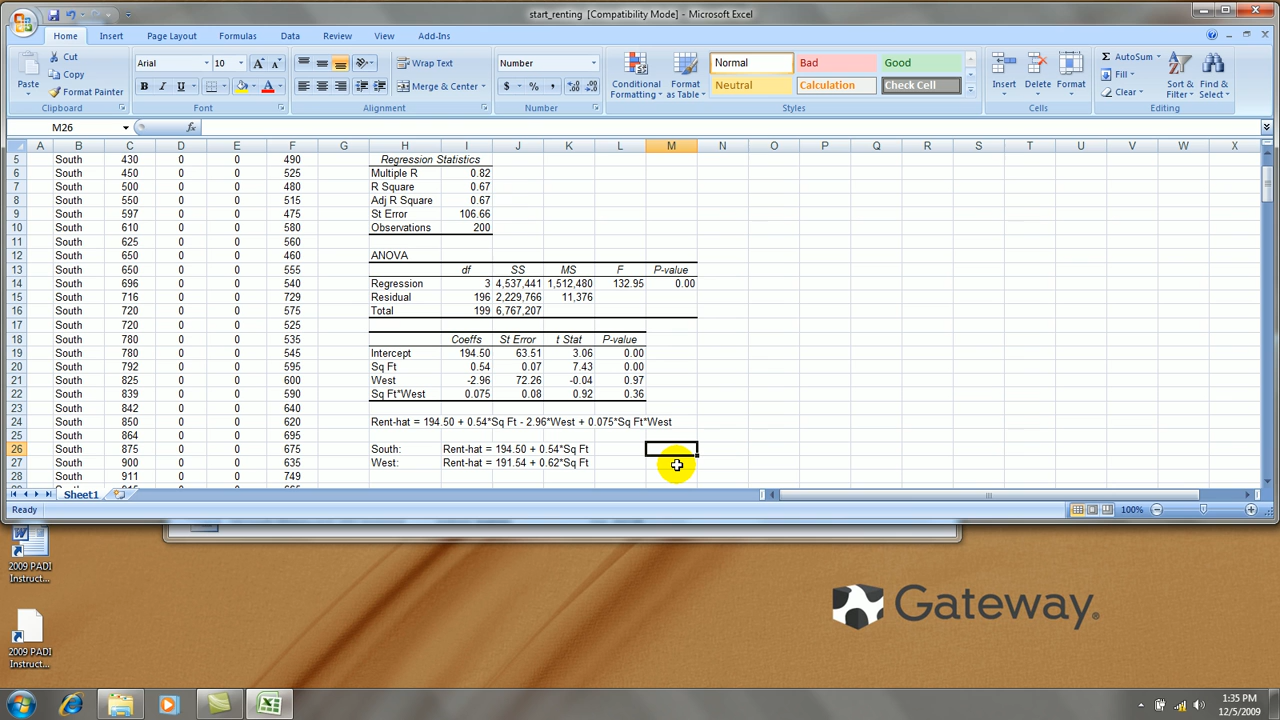 start_renting [Compatibility Mode] - Microsoft Excel
Home Insert Page Layout Formulas Data Review View Add-Ins
Paste Cut Copy Format Painter
Arial 10
B I U
Wrap Text
Merge & Center
Number
$ % ,
Conditional Formatting Format as Table
Normal Bad Good
Neutral Calculation Check Cell
Insert Delete Format
AutoSum Fill Clear
Sort & Filter Find & Select
Clipboard Font Alignment Number Styles Cells Editing
M26 fx
A B C D E F G H I J K L M N O P Q R S T U V W X
5 South 430 0 0 490 Regression Statistics
6 South 450 0 0 525 Multiple R 0.82
7 South 500 0 0 480 R Square 0.67
8 South 550 0 0 515 Adj R Square 0.67
9 South 597 0 0 475 St Error 106.66
10 South 610 0 0 580 Observations 200
11 South 625 0 0 560
12 South 650 0 0 460 ANOVA
13 South 650 0 0 555 df SS MS F P-value
14 South 696 0 0 540 Regression 3 4,537,441 1,512,480 132.95 0.00
15 South 716 0 0 729 Residual 196 2,229,766 11,376
16 South 720 0 0 575 Total 199 6,767,207
17 South 720 0 0 525
18 South 780 0 0 535 Coeffs St Error t Stat P-value
19 South 780 0 0 545 Intercept 194.50 63.51 3.06 0.00
20 South 792 0 0 595 Sq Ft 0.54 0.07 7.43 0.00
21 South 825 0 0 600 West -2.96 72.26 -0.04 0.97
22 South 839 0 0 590 Sq Ft*West 0.075 0.08 0.92 0.36
23 South 842 0 0 640
24 South 850 0 0 620 Rent-hat = 194.50 + 0.54*Sq Ft - 2.96*West + 0.075*Sq Ft*West
25 South 864 0 0 695
26 South 875 0 0 675 South: Rent-hat = 194.50 + 0.54*Sq Ft
27 South 900 0 0 635 West: Rent-hat = 191.54 + 0.62*Sq Ft
28 South 911 0 0 749
Sheet1
Ready 100%
2009 PADI Instruct...
2009 PADI Instruct...
Gateway.
1:35 PM
12/5/2009